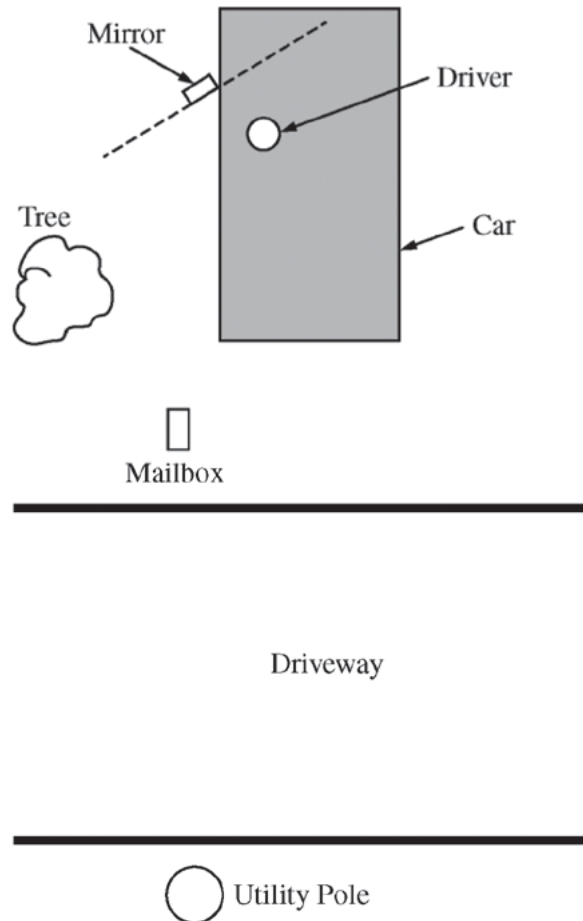 Mirror
Driver
Tree
Car
Mailbox
Driveway
Utility Pole